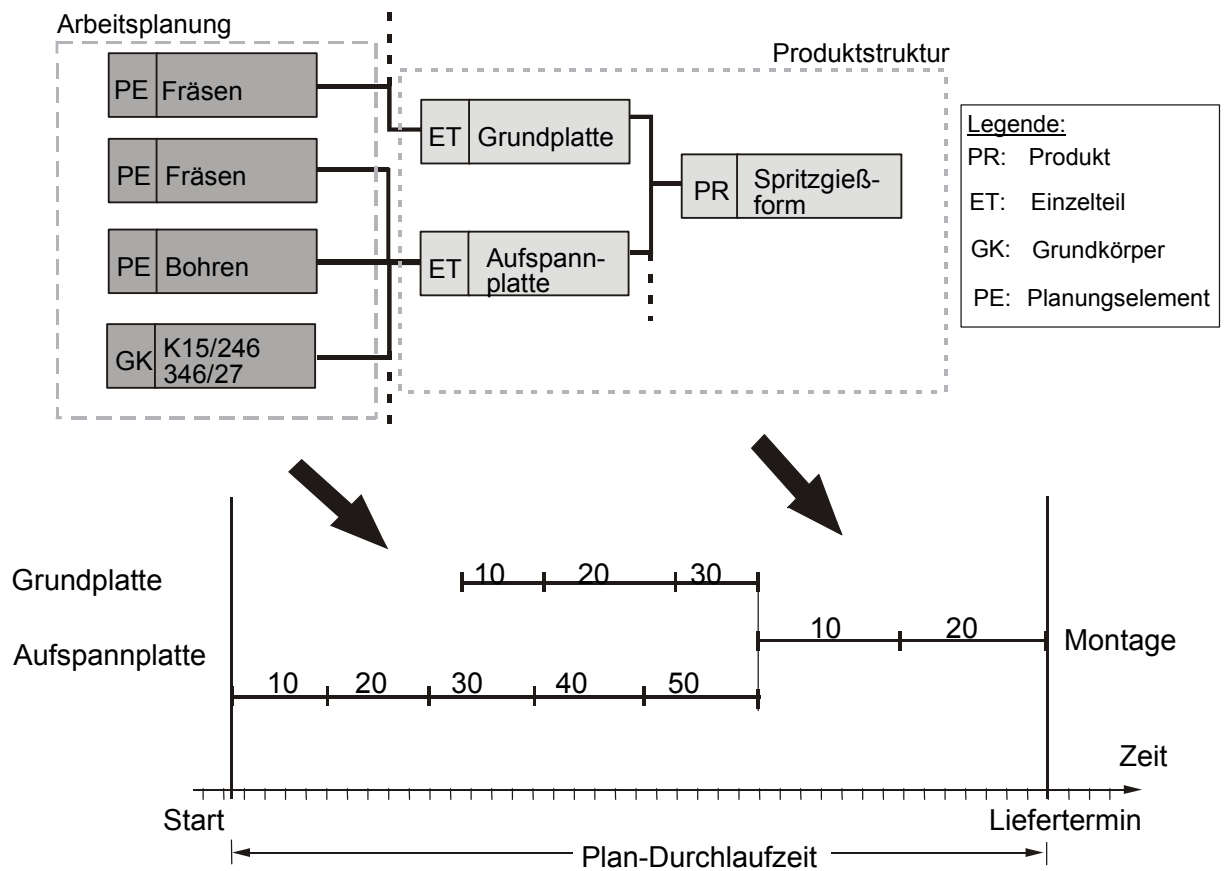 Arbeitsplanung
Produktstruktur
PE Fräsen
PE Fräsen
PE Bohren
GK K15/246
346/27
ET Grundplatte
ET Aufspann-
platte
PR Spritzgieß-
form
Legende:
PR: Produkt
ET: Einzelteil
GK: Grundkörper
PE: Planungselement
Grundplatte
10 20 30
Aufspannplatte
10 20 30 40 50
10 20
Montage
Zeit
Start
Liefertermin
Plan-Durchlaufzeit